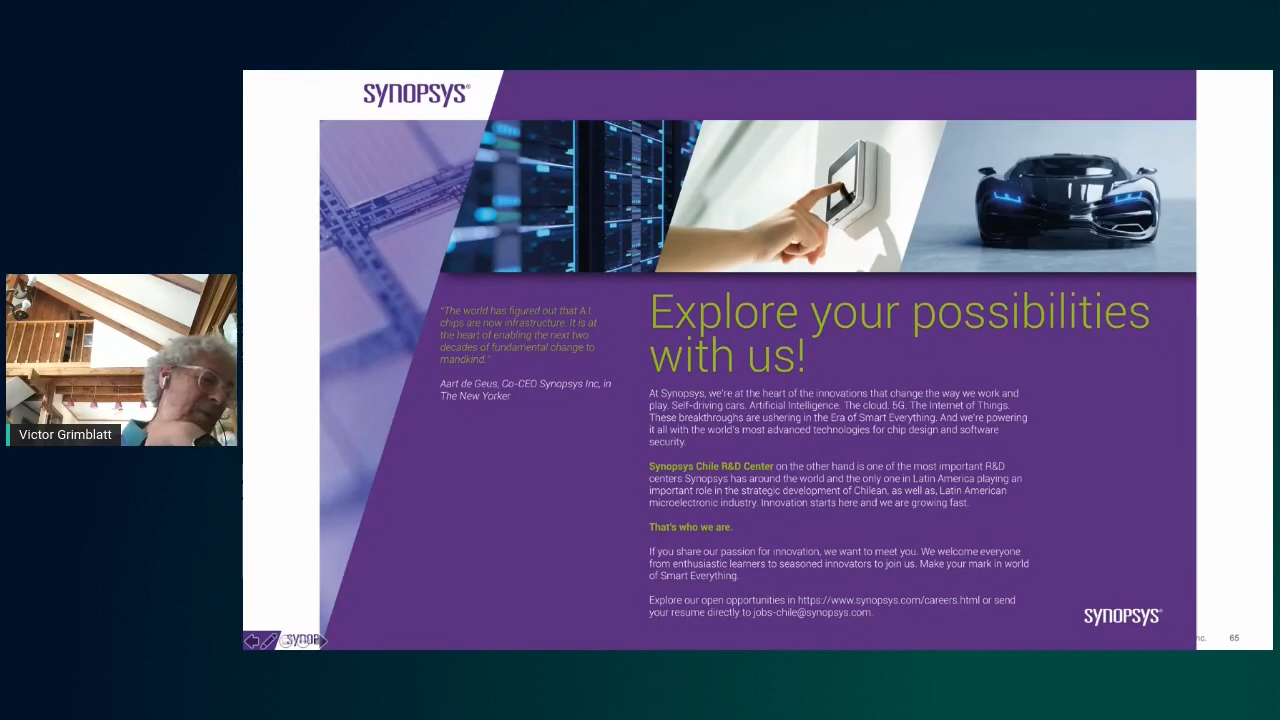 SYNOPSYS®
"The world has figured out that A.I.
chips are now infrastructure. It is at
the heart of enabling the next two
decades of fundamental change to
mandkind."
Aart de Geus, Co-CEO Synopsys Inc, in
The New Yorker
Explore your possibilities
with us!
At Synopsys, we're at the heart of the innovations that change the way we work and
play. Self-driving cars. Artificial Intelligence. The cloud. 5G. The Internet of Things.
These breakthroughs are ushering in the Era of Smart Everything. And we're powering
it all with the world's most advanced technologies for chip design and software
security.
Synopsys Chile R&D Center on the other hand is one of the most important R&D
centers Synopsys has around the world and the only one in Latin America playing an
important role in the strategic development of Chilean, as well as, Latin American
microelectronic industry. Innovation starts here and we are growing fast.
That's who we are.
If you share our passion for innovation, we want to meet you. We welcome everyone
from enthusiastic learners to seasoned innovators to join us. Make your mark in world
of Smart Everything.
Explore our open opportunities in https://www.synopsys.com/careers.html or send
your resume directly to jobs-chile@synopsys.com.
SYNOPSYS®
Victor Grimblatt
SYNOP
nc. 65